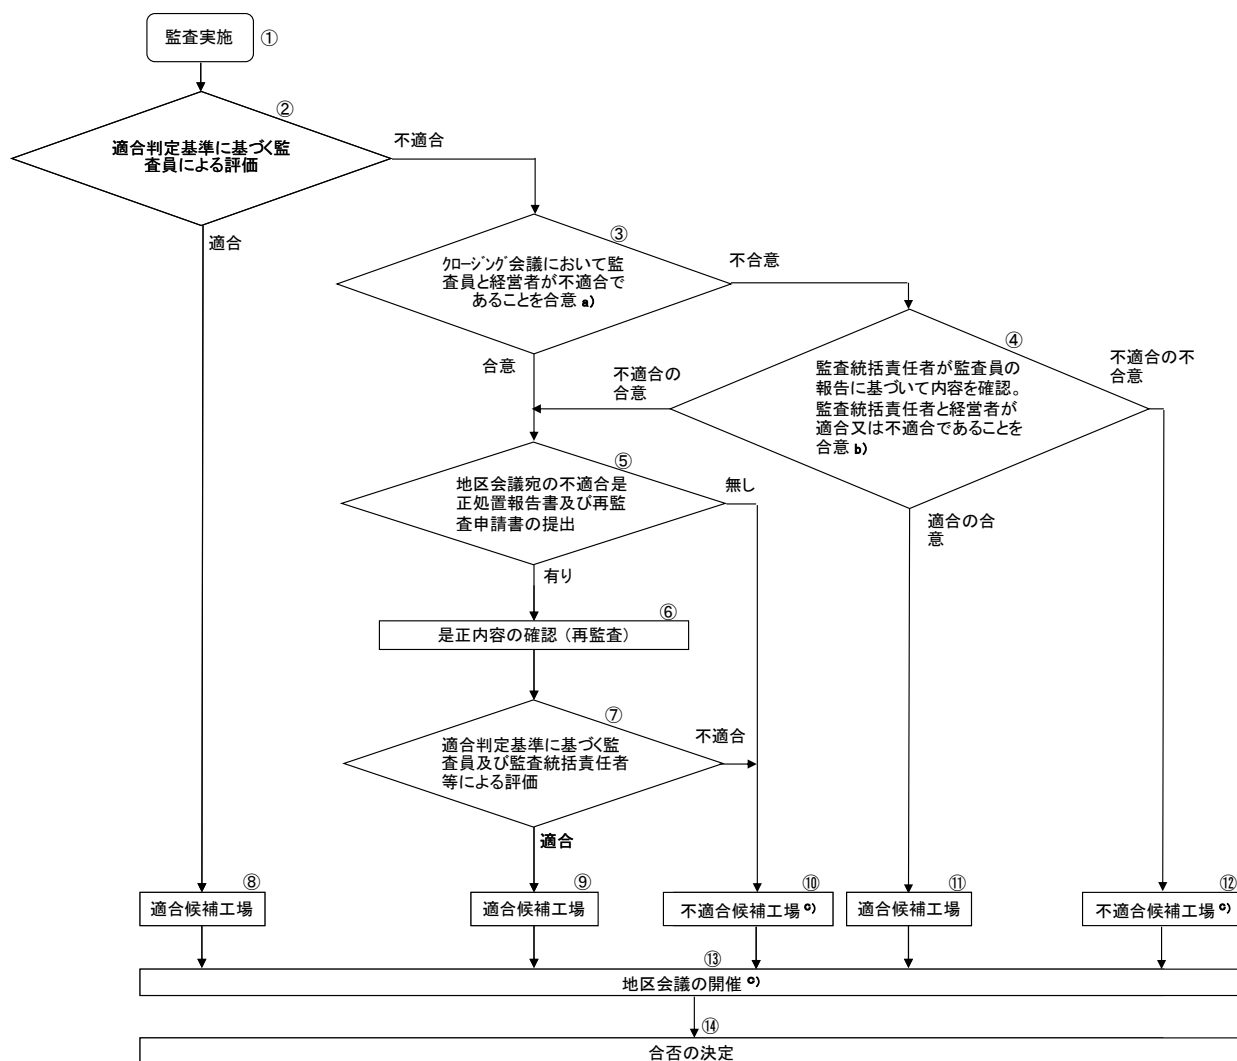 監査実施
①
②
適合判定基準に基づく監
査員による評価
不適合
適合
③
クロージング会議において監
査員と経営者が不適合で
あることを合意 a)
不合意
合意
④
監査統括責任者が監査員の
報告に基づいて内容を確認。
監査統括責任者と経営者が
適合又は不適合であることを
合意 b)
不適合の
合意
不適合の不
合意
適合の合
意
⑤
地区会議宛の不適合是
正処置報告書及び再監
査申請書の提出
無し
有り
⑥
是正内容の確認（再監査）
⑦
適合判定基準に基づく監
査員及び監査統括責任者
等による評価
不適合
適合
⑧
適合候補工場
⑨
適合候補工場
⑩
不適合候補工場 c)
⑪
適合候補工場
⑫
不適合候補工場 c)
⑬
地区会議の開催 c)
⑭
合否の決定